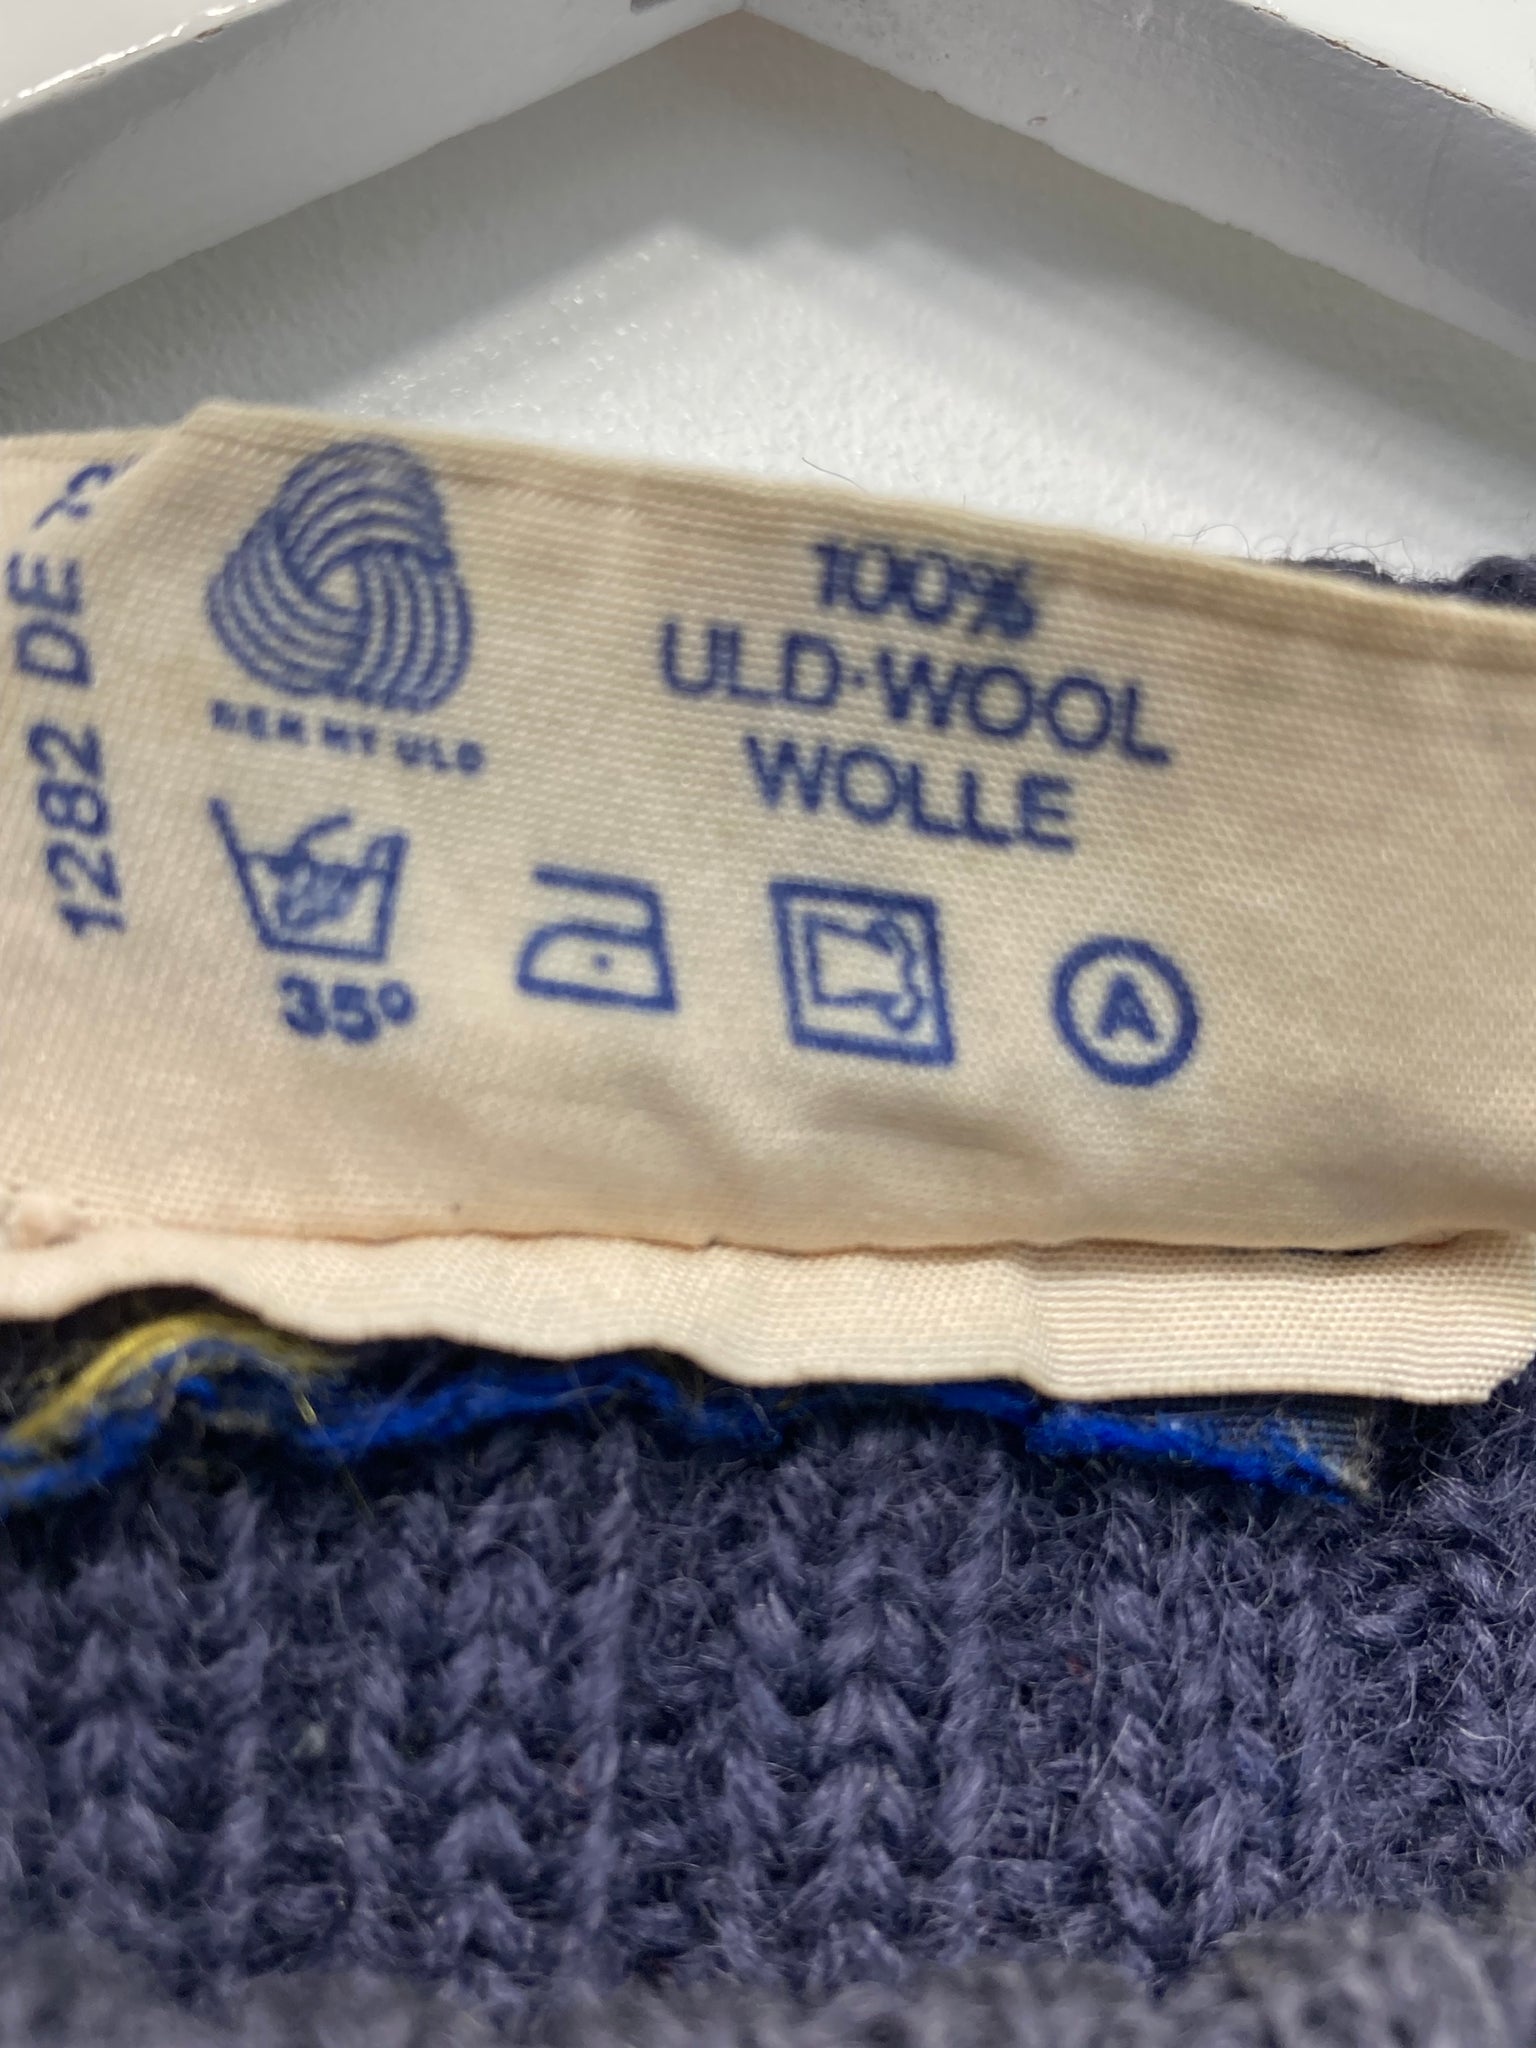 1282 DE
REN NY ULD
100%
ULD·WOOL
WOLLE
35°
A